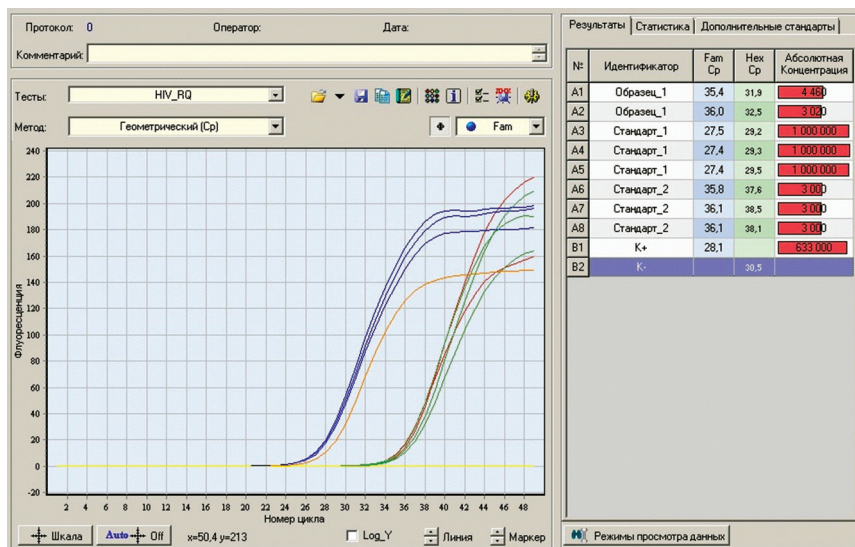 Протокол: 0 Оператор: Дата:
Комментарий:
Тесты: HIV_RQ
Метод: Геометрический (Cp) Fam
Флуоресценция
240
220
200
180
160
140
120
100
80
60
40
20
0
-20
2 4 6 8 10 12 14 16 18 20 22 24 26 28 30 32 34 36 38 40 42 44 46 48
Номер цикла
Шкала Auto Off x=50,4 y=213 Log_Y Линия Маркер
Результаты Статистика Дополнительные стандарты
№ Идентификатор Fam Cp Hex Cp Абсолютная Концентрация
A1 Образец_1 35,4 31,9 4 460
A2 Образец_1 36,0 32,5 3 020
A3 Стандарт_1 27,5 29,2 1 000 000
A4 Стандарт_1 27,4 29,3 1 000 000
A5 Стандарт_1 27,4 29,5 1 000 000
A6 Стандарт_2 35,8 37,6 3 000
A7 Стандарт_2 36,1 38,5 3 000
A8 Стандарт_2 36,1 38,1 3 000
B1 K+ 28,1 633 000
B2 K- 30,5
Режимы просмотра данных